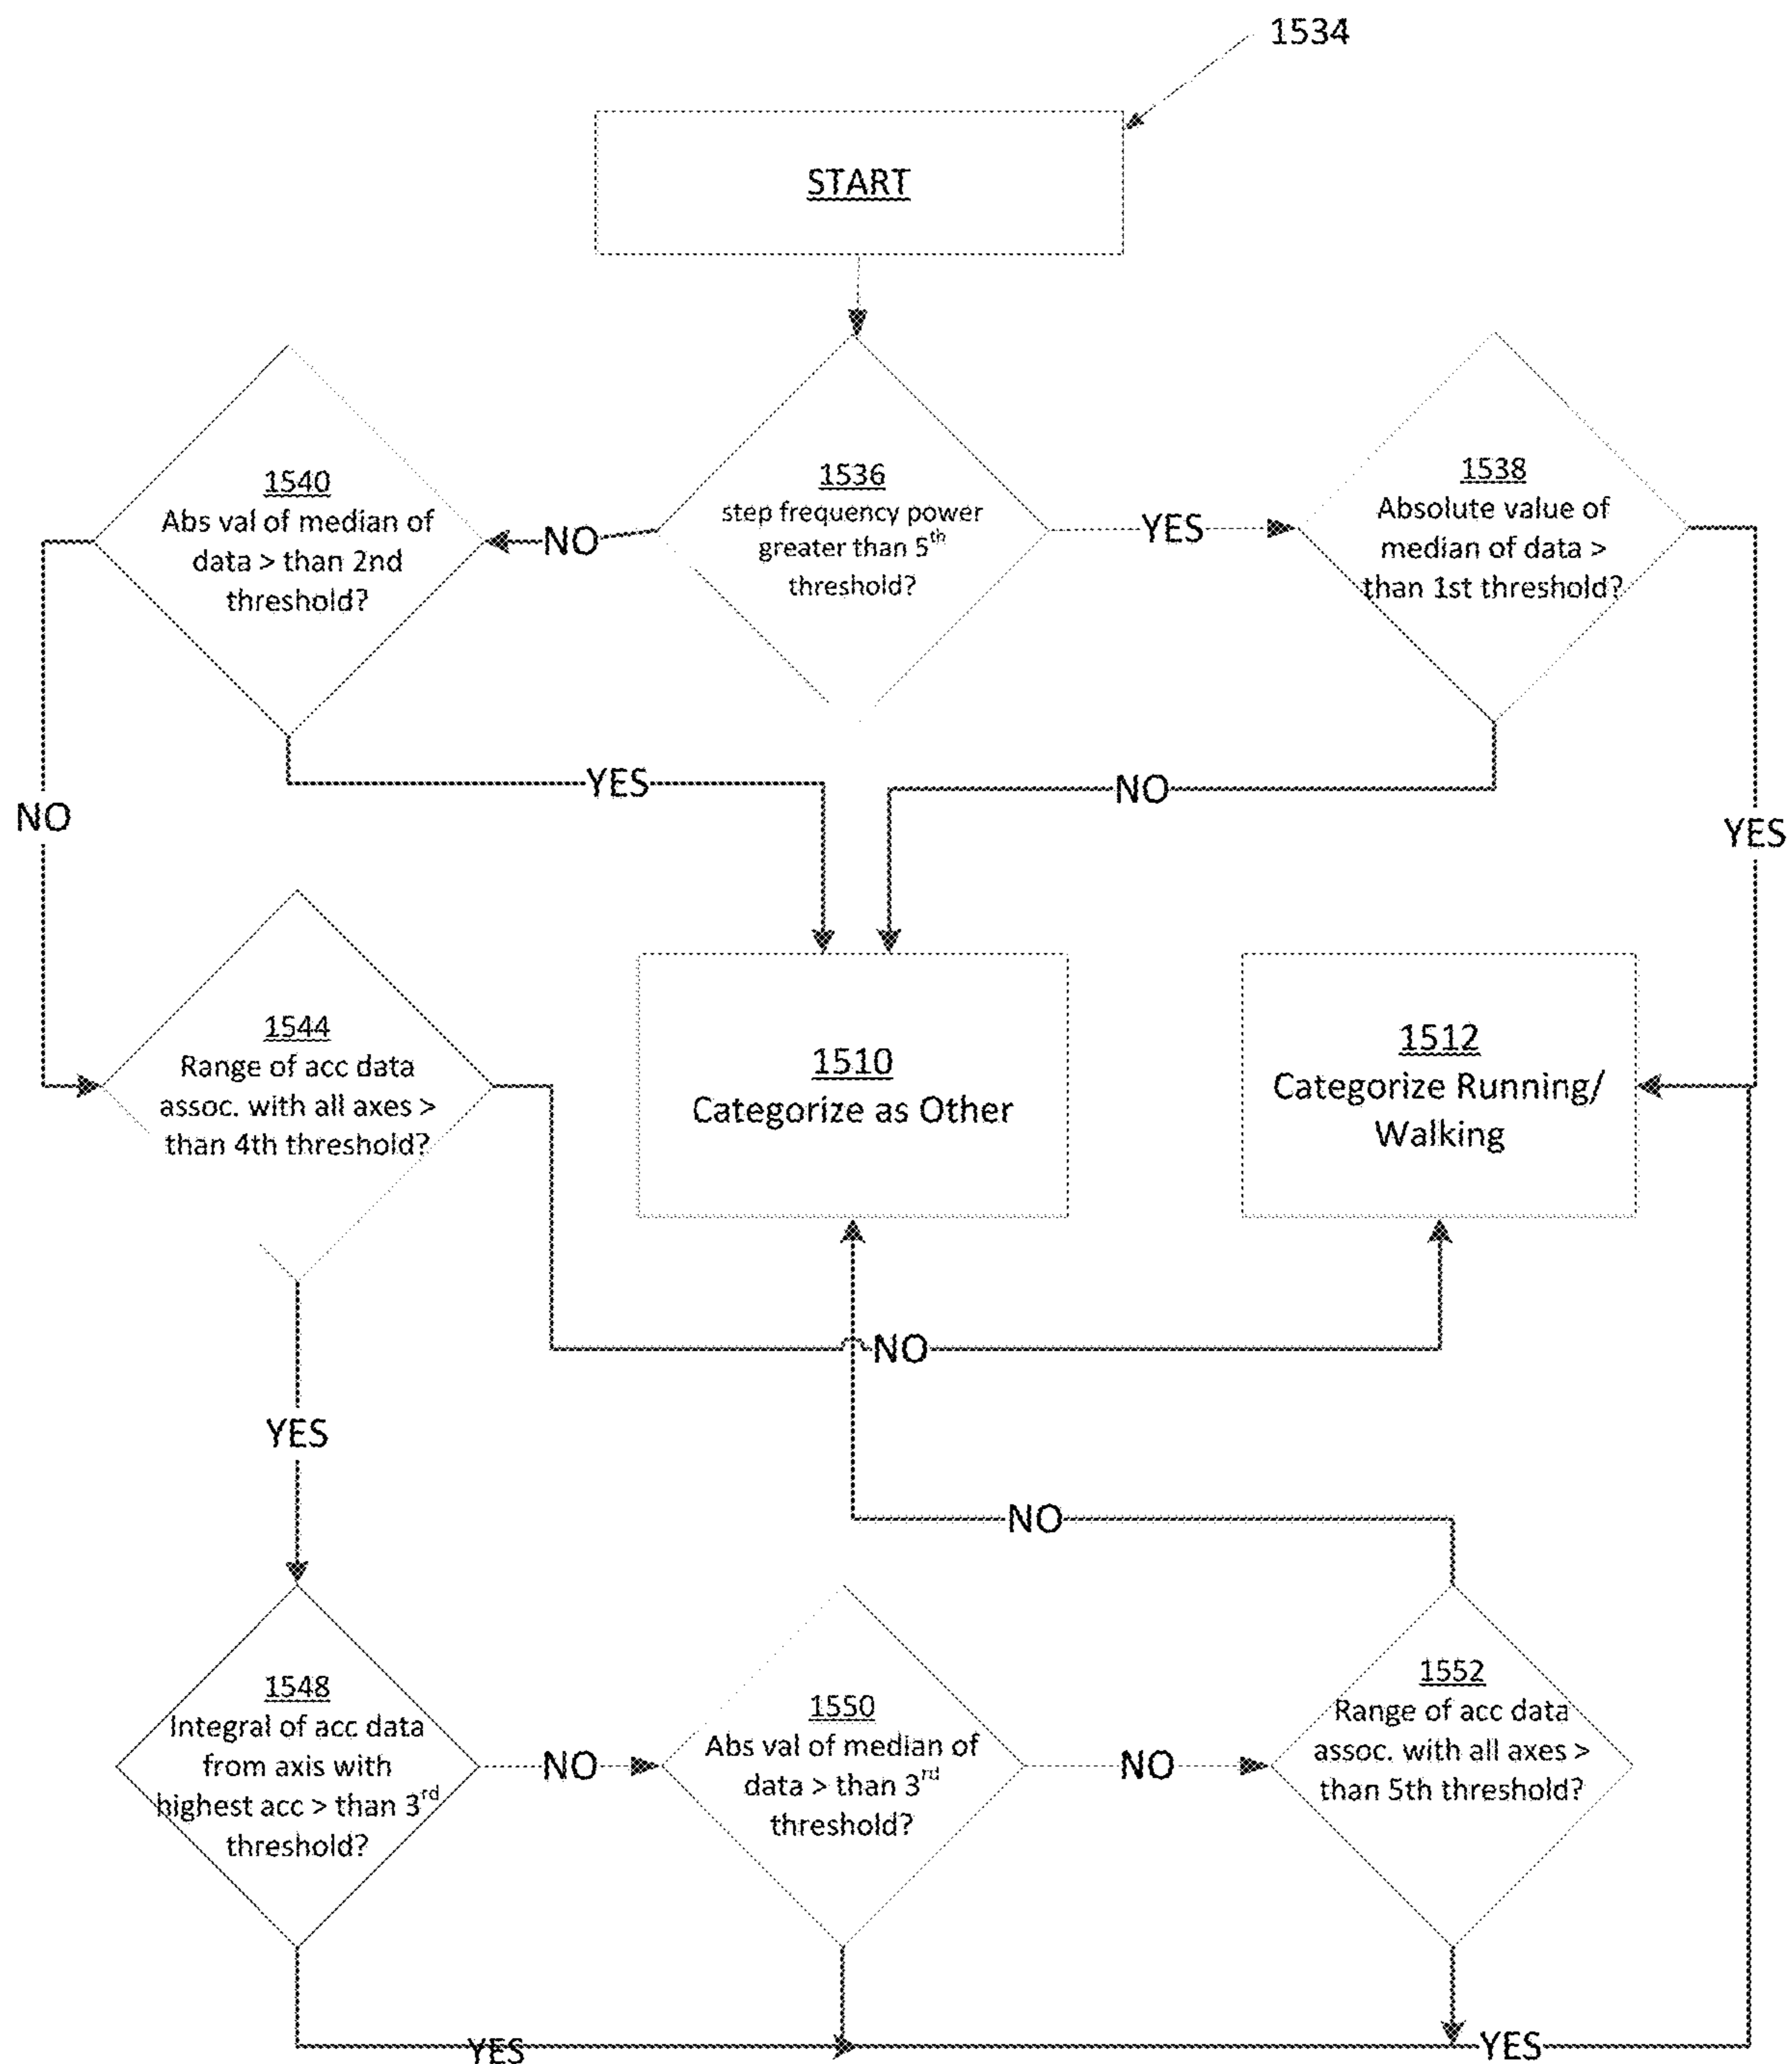 1534
START
1540
Abs val of median of
data > than 2nd
threshold?
1536
step frequency power
greater than 5th
threshold?
1538
Absolute value of
median of data >
than 1st threshold?
NO
YES
YES
NO
NO
YES
1544
Range of acc data
assoc. with all axes >
than 4th threshold?
1510
Categorize as Other
1512
Categorize Running/
Walking
NO
YES
NO
1548
Integral of acc data
from axis with
highest acc > than 3rd
threshold?
NO
1550
Abs val of median of
data > than 3rd
threshold?
NO
1552
Range of acc data
assoc. with all axes >
than 5th threshold?
YES
YES